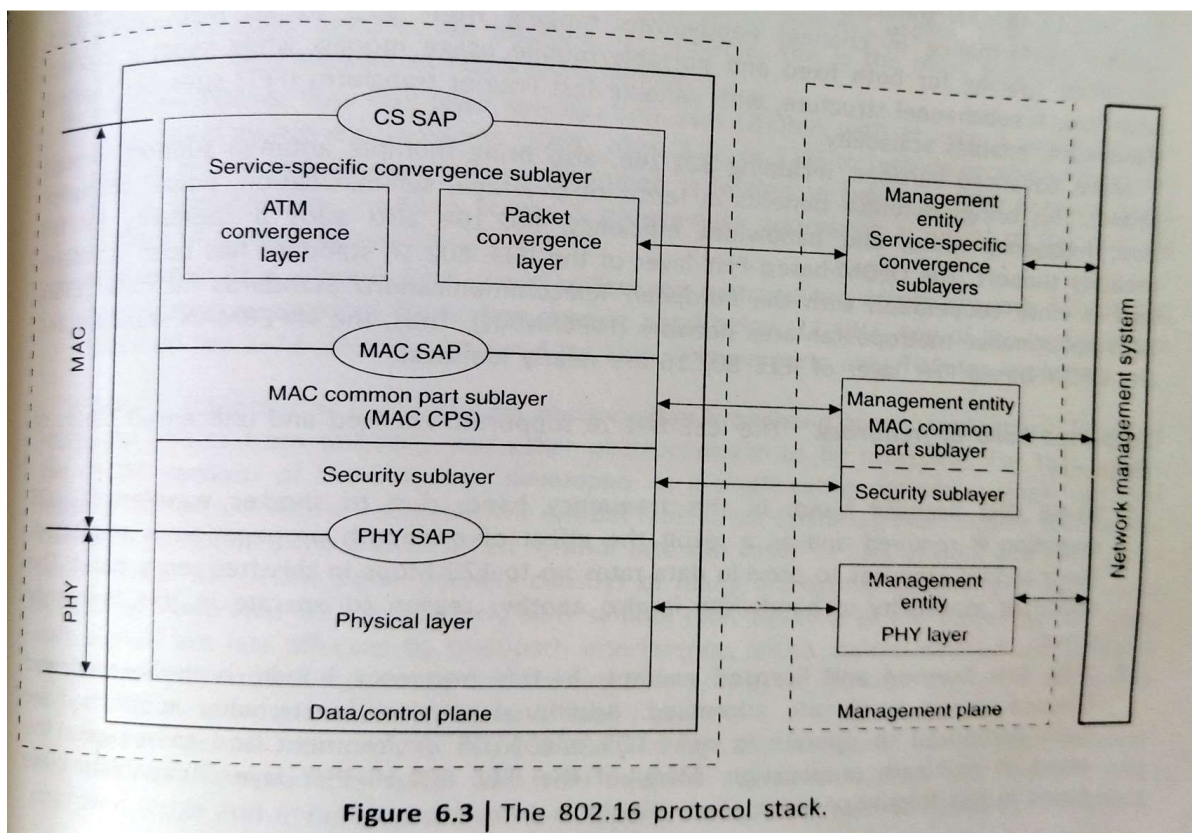 CS SAP
Service-specific convergence sublayer
ATM
convergence
layer
Packet
convergence
layer
MAC SAP
MAC common part sublayer
(MAC CPS)
Security sublayer
PHY SAP
Physical layer
Data/control plane
MAC
PHY
Management
entity
Service-specific
convergence
sublayers
Management entity
MAC common
part sublayer
Security sublayer
Management
entity
PHY layer
Management plane
Network management system
Figure 6.3 | The 802.16 protocol stack.